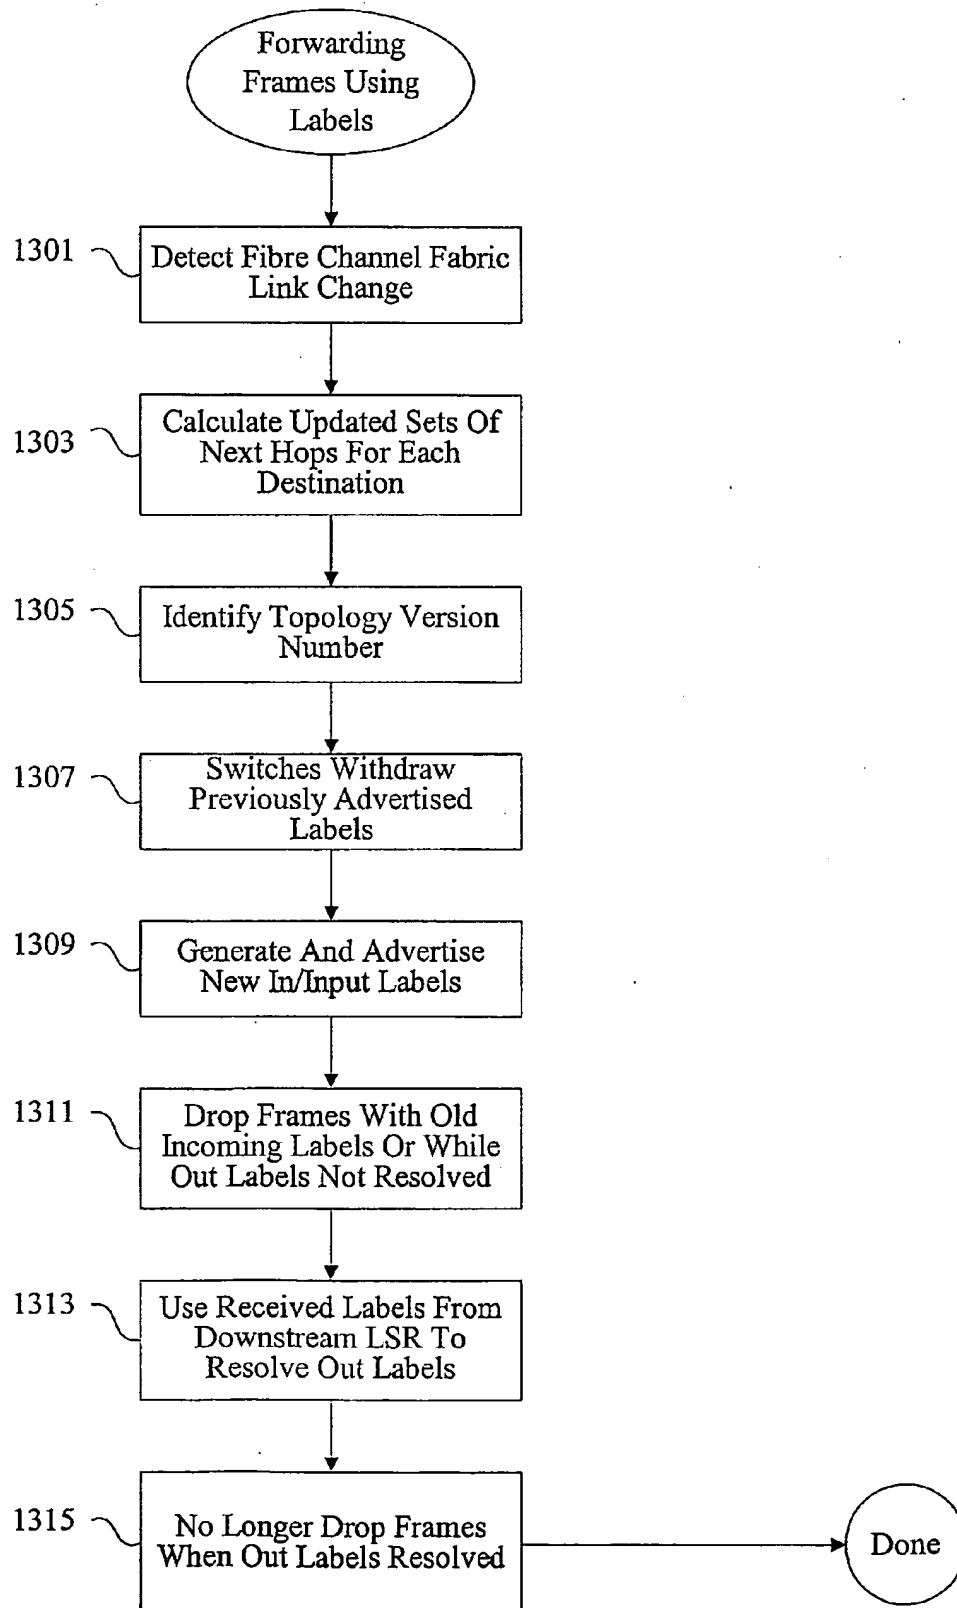 Forwarding
Frames Using
Labels
1301
Detect Fibre Channel Fabric
Link Change
1303
Calculate Updated Sets Of
Next Hops For Each
Destination
1305
Identify Topology Version
Number
1307
Switches Withdraw
Previously Advertised
Labels
1309
Generate And Advertise
New In/Input Labels
1311
Drop Frames With Old
Incoming Labels Or While
Out Labels Not Resolved
1313
Use Received Labels From
Downstream LSR To
Resolve Out Labels
1315
No Longer Drop Frames
When Out Labels Resolved
Done